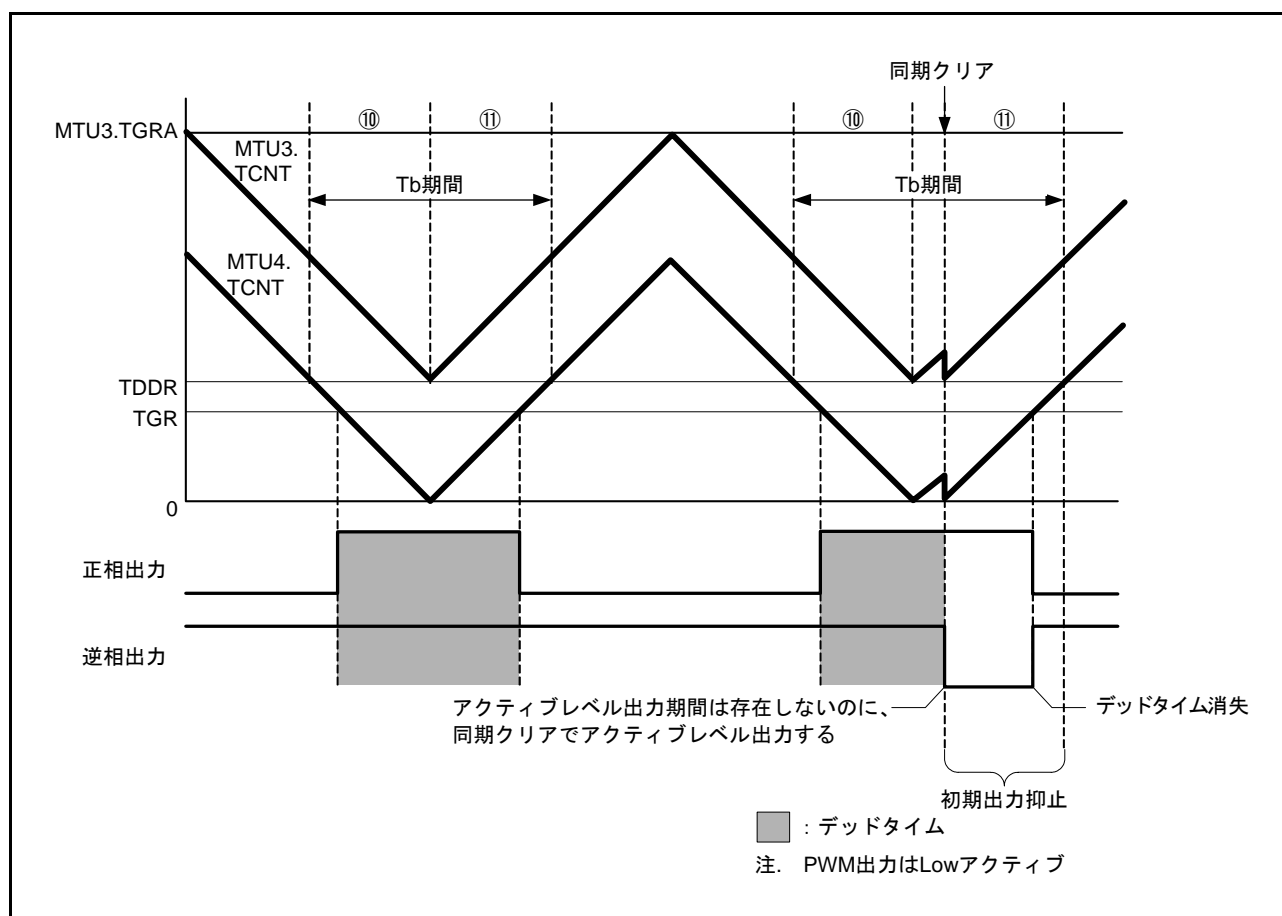 同期クリア
MTU3.TGRA
⑩
⑪
⑩
⑪
MTU3.
TCNT
Tb期間
Tb期間
MTU4.
TCNT
TDDR
TGR
0
正相出力
逆相出力
アクティブレベル出力期間は存在しないのに、
同期クリアでアクティブレベル出力する
デッドタイム消失
初期出力抑止
: デッドタイム
注. PWM出力はLowアクティブ